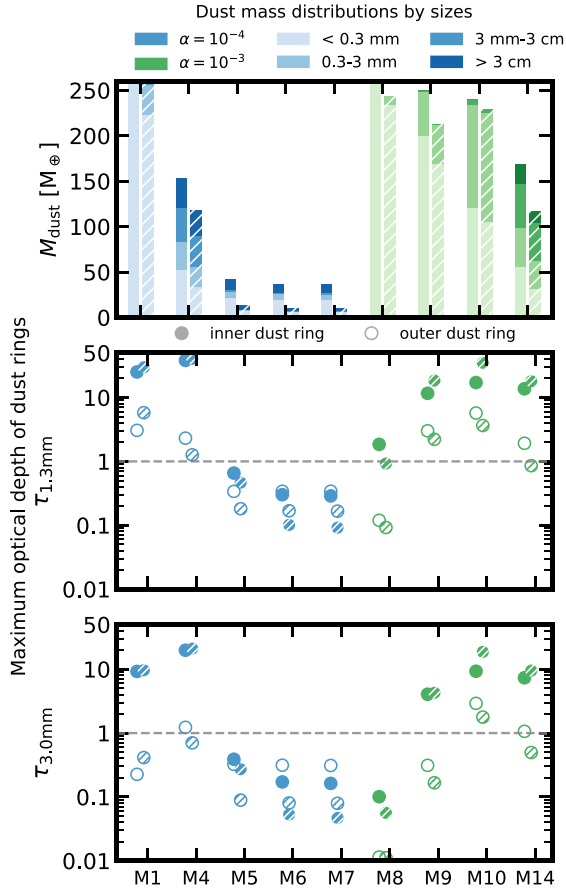 Dust mass distributions by sizes
α = 10⁻⁴ < 0.3 mm 3 mm-3 cm
α = 10⁻³ 0.3-3 mm > 3 cm
M_dust [M_⊕]
250
200
150
100
50
0
inner dust ring outer dust ring
Maximum optical depth of dust rings
τ_1.3mm
50
10
1
0.1
0.01
τ_3.0mm
50
10
1
0.1
0.01
M1 M4 M5 M6 M7 M8 M9 M10 M14